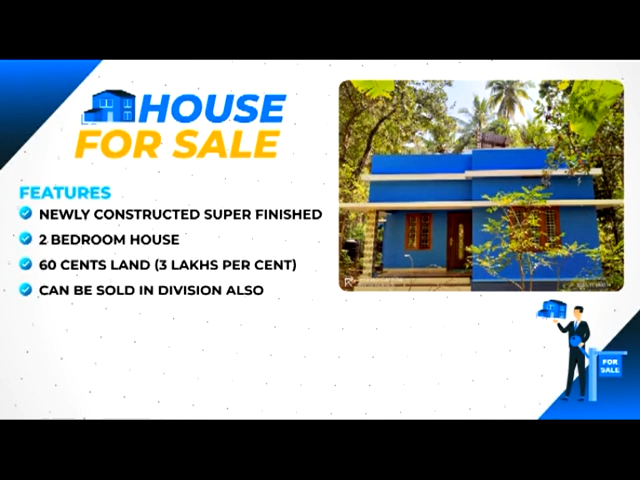 HOUSE
FOR SALE
FEATURES
NEWLY CONSTRUCTED SUPER FINISHED
2 BEDROOM HOUSE
60 CENTS LAND (3 LAKHS PER CENT)
CAN BE SOLD IN DIVISION ALSO
FOR
SALE